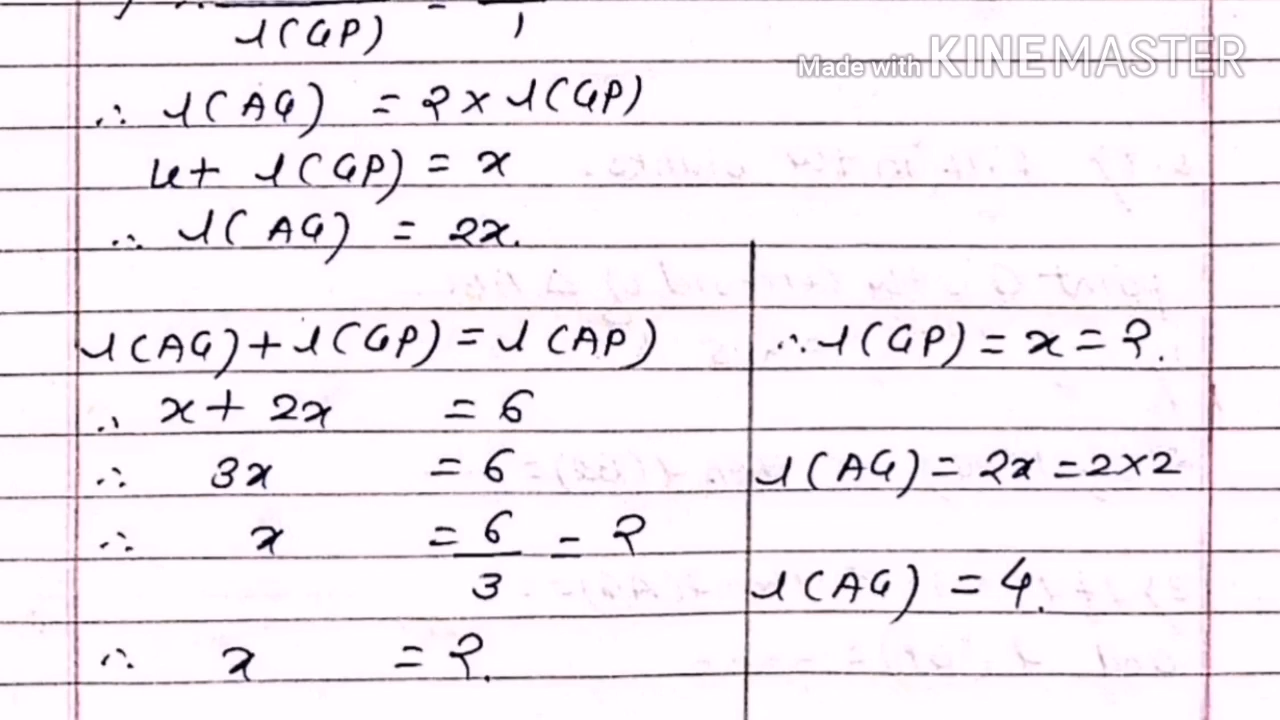 l(GP) = 1
Made with KINEMASTER
∴ l(AG) = 2 × l(GP)
let l(GP) = x
∴ l(AG) = 2x.
l(AG) + l(GP) = l(AP)
∴ x + 2x = 6
∴ 3x = 6
∴ x = 6/3 = 2
∴ x = 2.
∴ l(GP) = x = 2.
l(AG) = 2x = 2×2
l(AG) = 4.